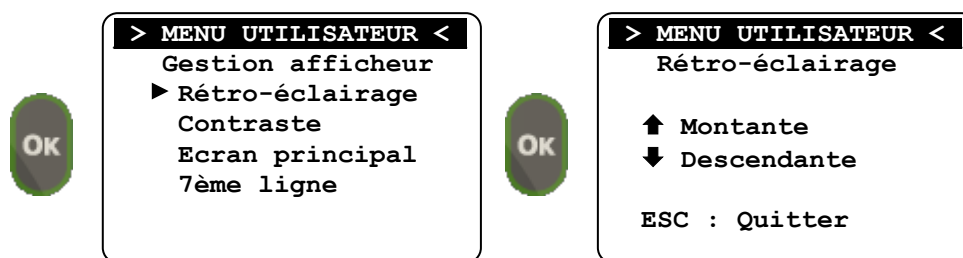 OK
> MENU UTILISATEUR <
Gestion afficheur
► Rétro-éclairage
Contraste
Ecran principal
7ème ligne
OK
> MENU UTILISATEUR <
Rétro-éclairage
🡅 Montante
🡇 Descendante
ESC : Quitter